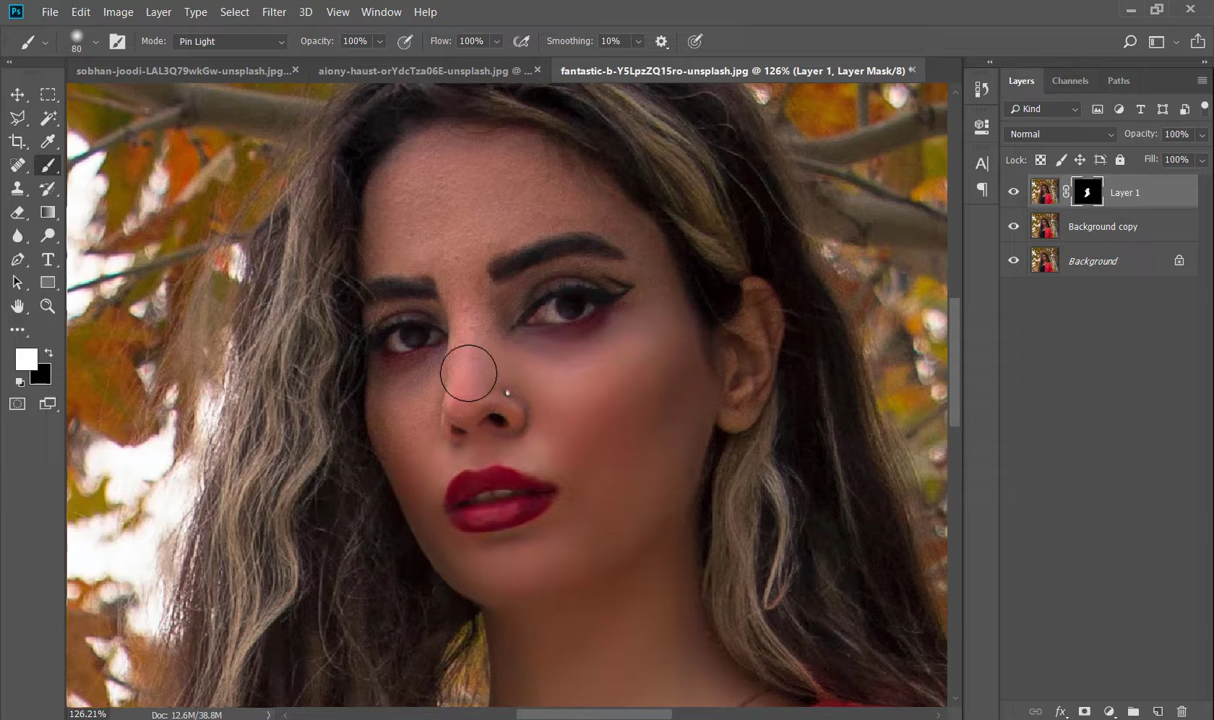 Ps File Edit Image Layer Type Select Filter 3D View Window Help
80 Mode: Pin Light Opacity: 100% Flow: 100% Smoothing: 10%
sobhan-joodi-LAL3Q79wkGw-unsplash.jpg...× aiony-haust-orYdcTza06E-unsplash.jpg @ ...× fantastic-b-Y5LpzZQ15ro-unsplash.jpg @ 126% (Layer 1, Layer Mask/8) *×
Layers Channels Paths
Kind
Normal Opacity: 100%
Lock: Fill: 100%
Layer 1
Background copy
Background
126.21% Doc: 12.6M/38.8M